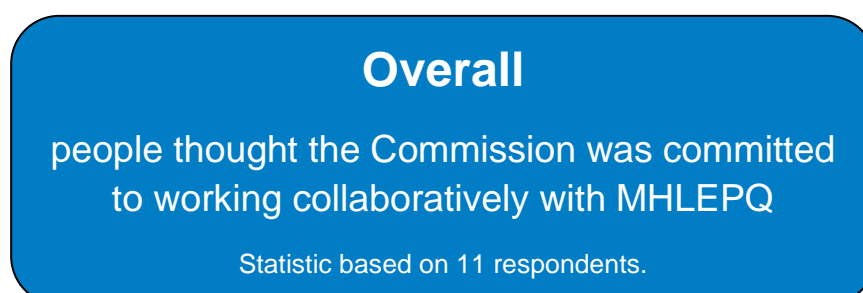 Overall
people thought the Commission was committed
to working collaboratively with MHLEPQ
Statistic based on 11 respondents.